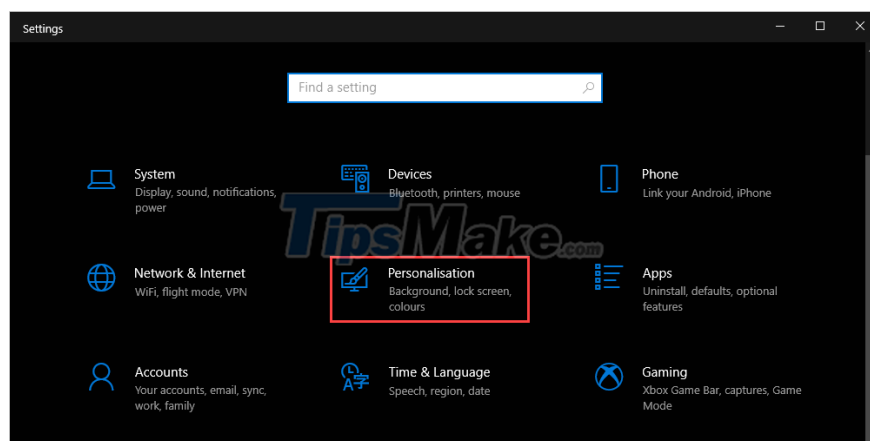 Settings
Find a setting
System
Display, sound, notifications,
power
Devices
Bluetooth, printers, mouse
Phone
Link your Android, iPhone
TipsMake.com
Network & Internet
WiFi, flight mode, VPN
Personalisation
Background, lock screen,
colours
Apps
Uninstall, defaults, optional
features
Accounts
Your accounts, email, sync,
work, family
Time & Language
Speech, region, date
Gaming
Xbox Game Bar, captures, Game
Mode